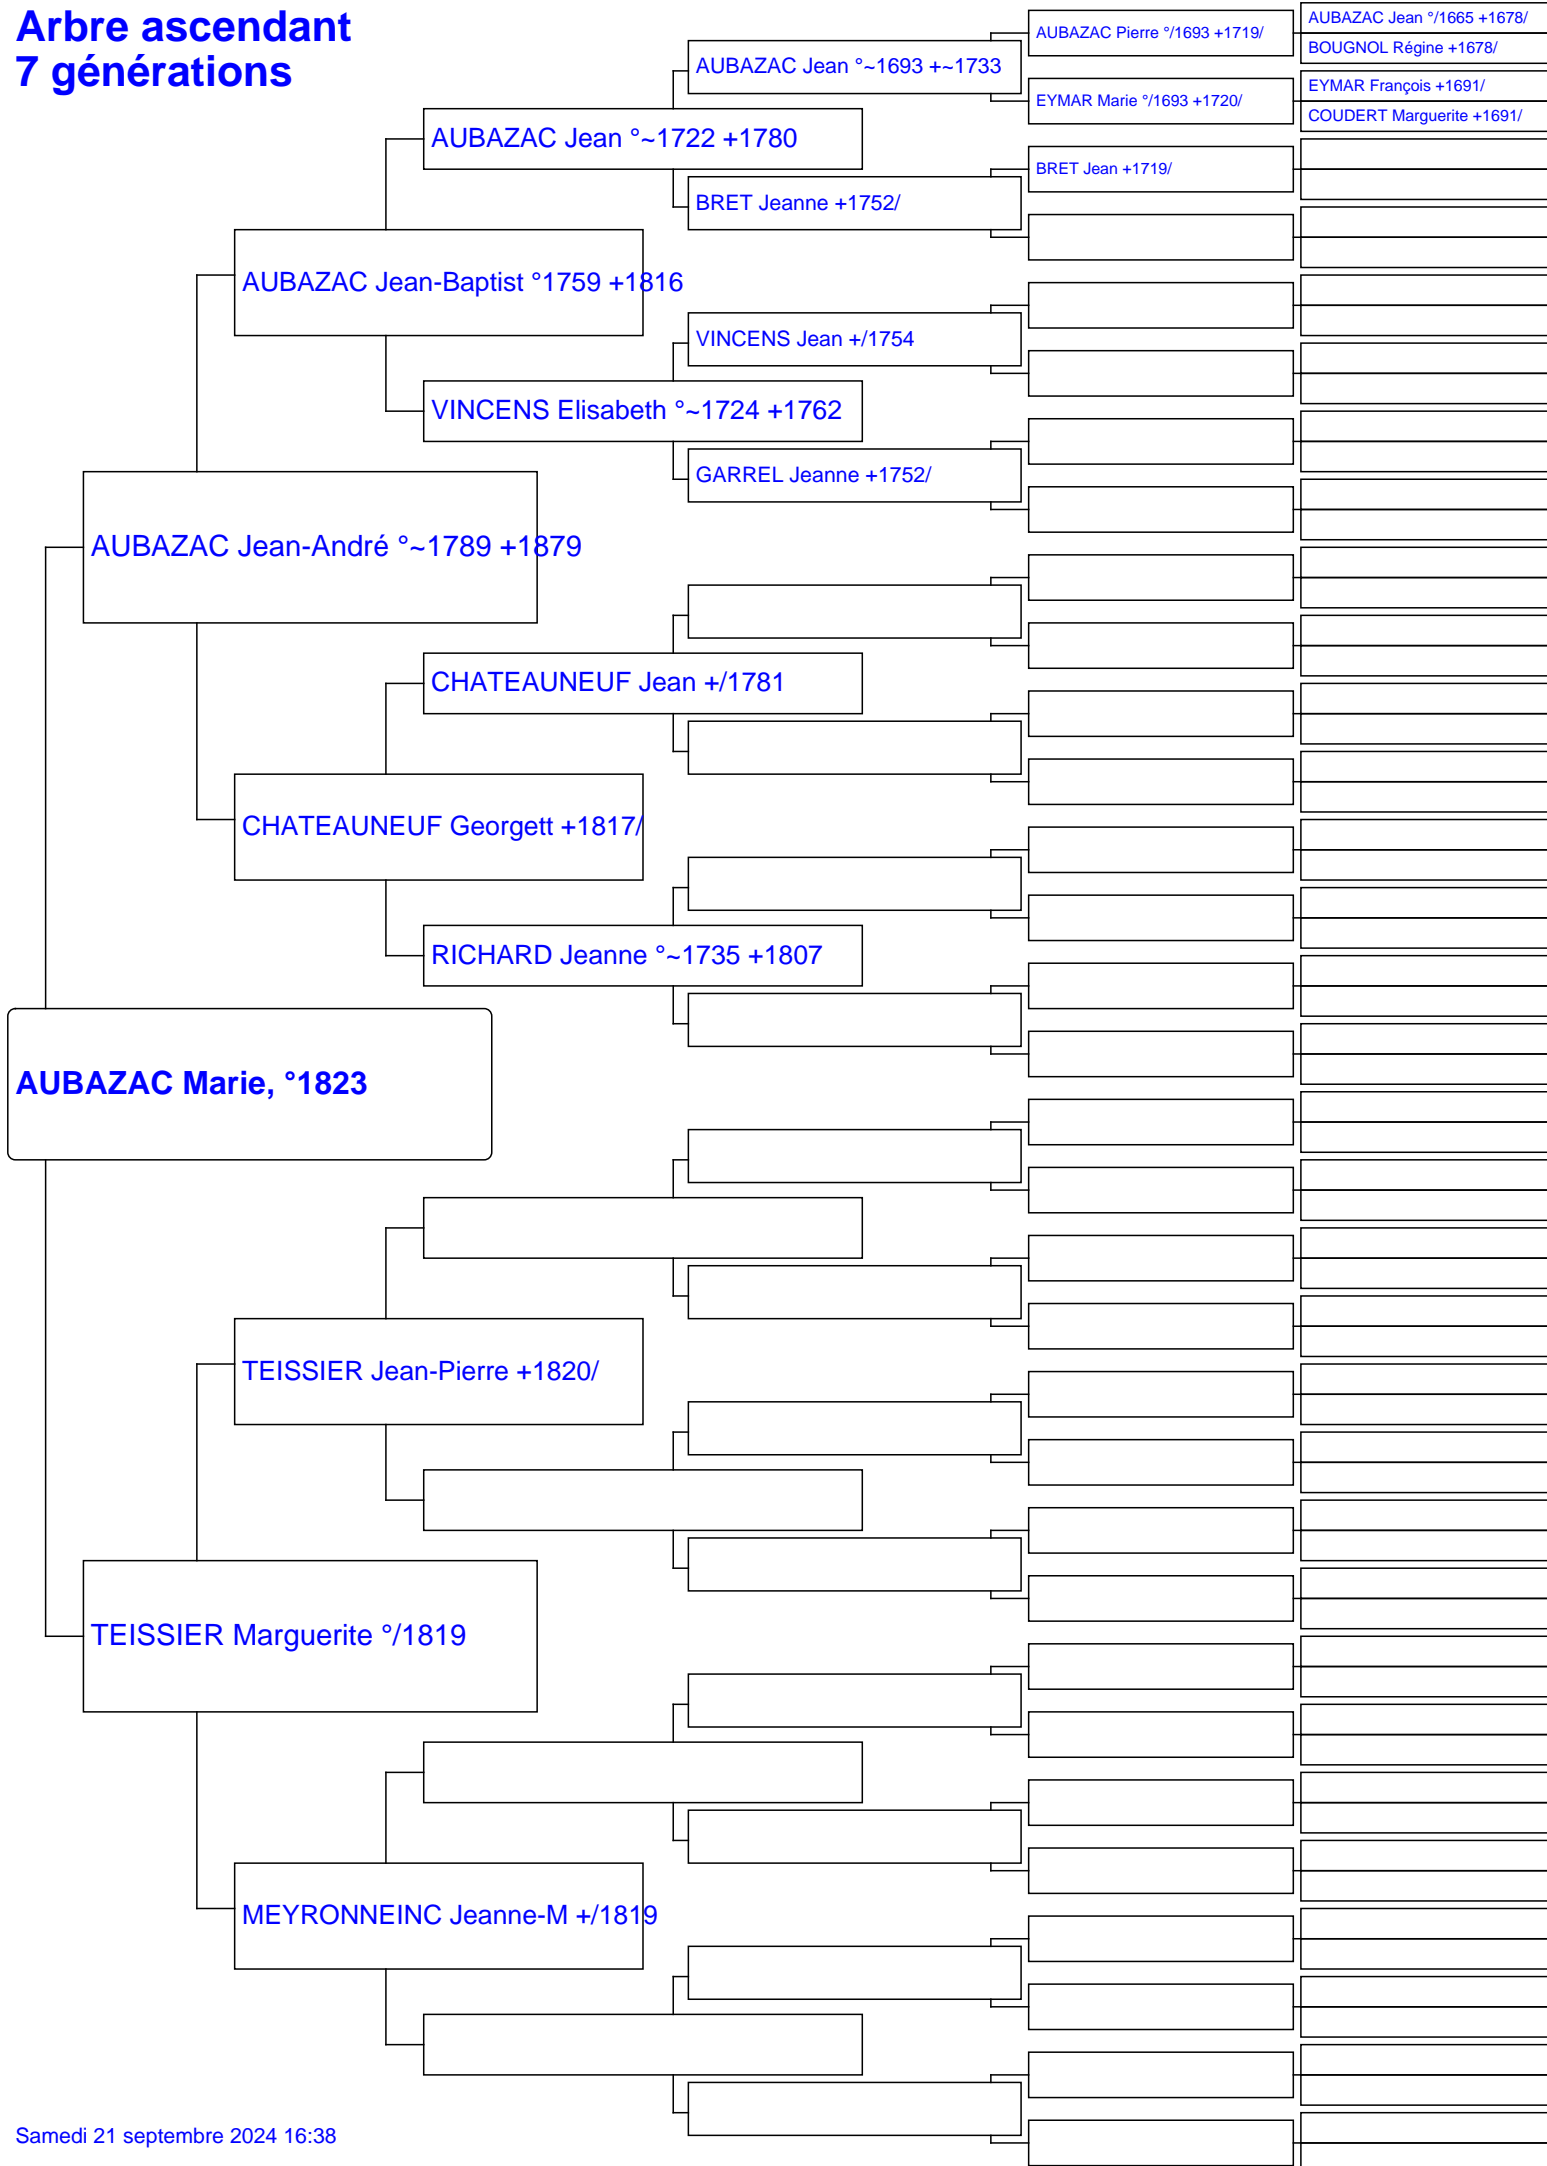 Arbre ascendant
7 générations
AUBAZAC Marie, °1823
AUBAZAC Jean-André °~1789 +1879
TEISSIER Marguerite °/1819
AUBAZAC Jean-Baptist °1759 +1816
CHATEAUNEUF Georgett +1817/
TEISSIER Jean-Pierre +1820/
MEYRONNEINC Jeanne-M +/1819
AUBAZAC Jean °~1722 +1780
VINCENS Elisabeth °~1724 +1762
CHATEAUNEUF Jean +/1781
RICHARD Jeanne °~1735 +1807
AUBAZAC Jean °~1693 +~1733
BRET Jeanne +1752/
VINCENS Jean +/1754
GARREL Jeanne +1752/
AUBAZAC Pierre °/1693 +1719/
EYMAR Marie °/1693 +1720/
BRET Jean +1719/
AUBAZAC Jean °/1665 +1678/
BOUGNOL Régine +1678/
EYMAR François +1691/
COUDERT Marguerite +1691/
Samedi 21 septembre 2024 16:38